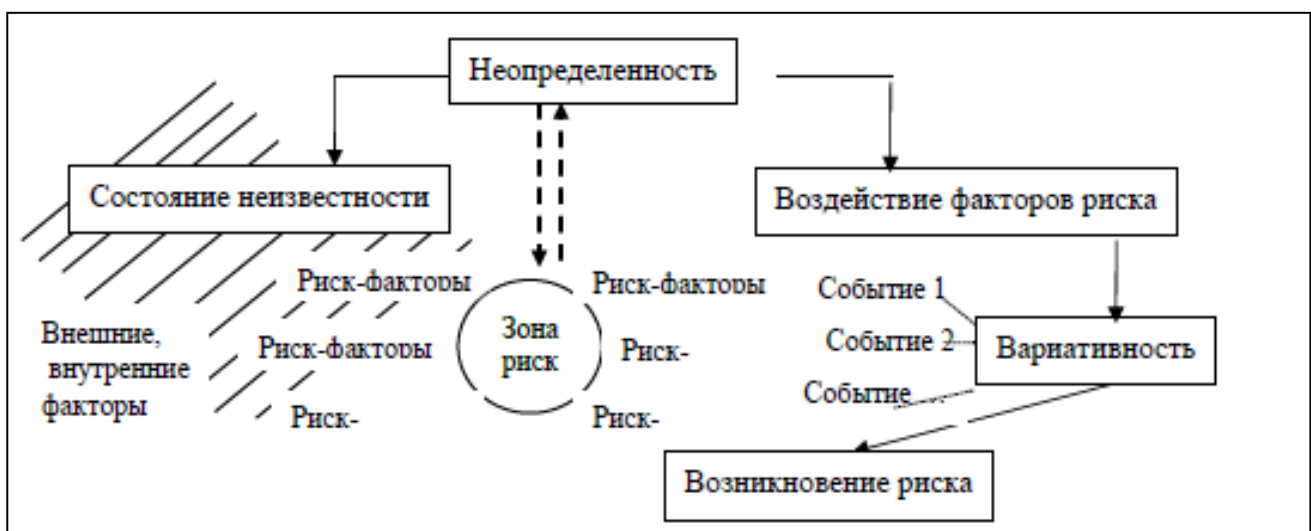 Неопределенность
Состояние неизвестности
Воздействие факторов риска
Риск-факторы
Риск-факторы
Событие 1
Внешние,
внутренние
факторы
Риск-факторы
Зона
риск
Риск-
Событие 2
Вариативность
Риск-
Риск-
Событие ...
Возникновение риска